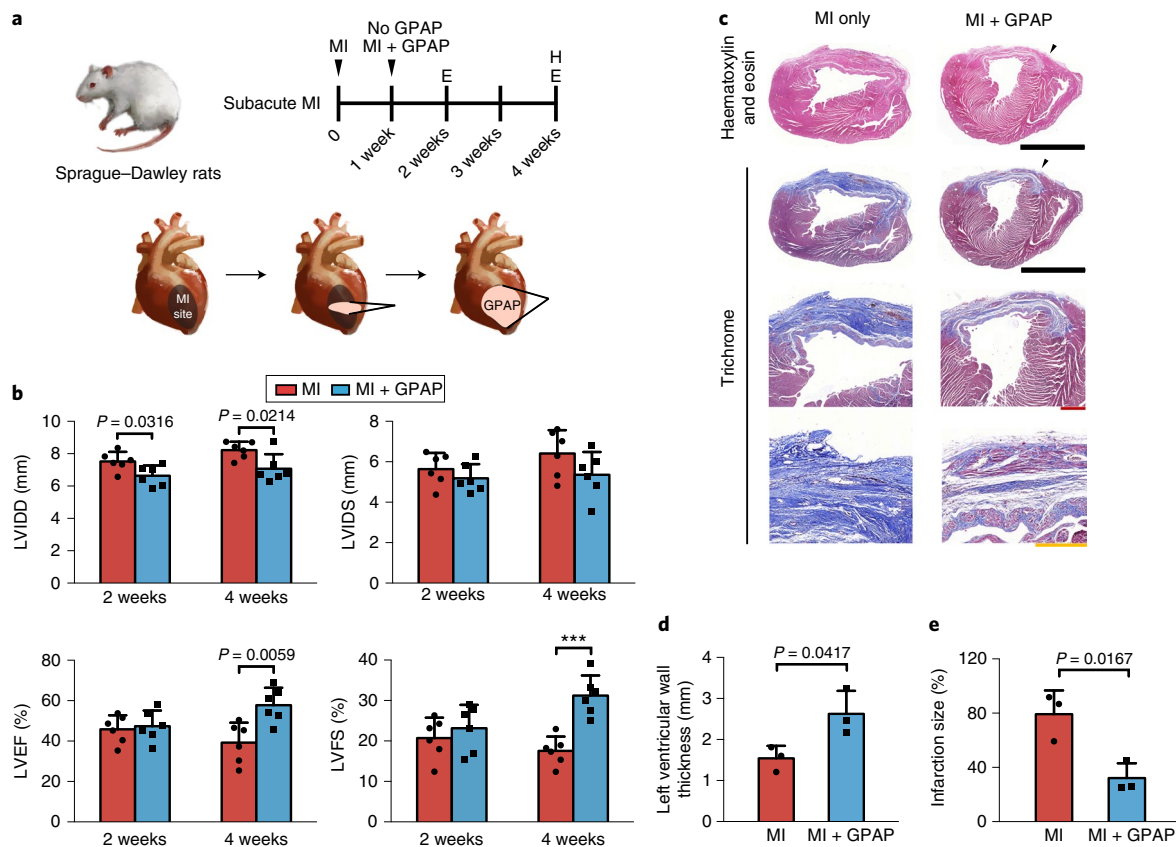 a
MI
No GPAP
MI + GPAP
E
H
E
Subacute MI
0
1 week
2 weeks
3 weeks
4 weeks
Sprague–Dawley rats
MI
site
GPAP
b
MI
MI + GPAP
LVIDD (mm)
10
8
6
4
2
0
P = 0.0316
P = 0.0214
2 weeks
4 weeks
LVIDS (mm)
8
6
4
2
0
2 weeks
4 weeks
LVEF (%)
80
60
40
20
0
P = 0.0059
2 weeks
4 weeks
LVFS (%)
40
30
20
10
0
***
2 weeks
4 weeks
c
MI only
MI + GPAP
Haematoxylin
and eosin
Trichrome
d
Left ventricular wall
thickness (mm)
4
3
2
1
0
P = 0.0417
MI
MI + GPAP
e
Infarction size (%)
120
80
40
0
P = 0.0167
MI
MI + GPAP